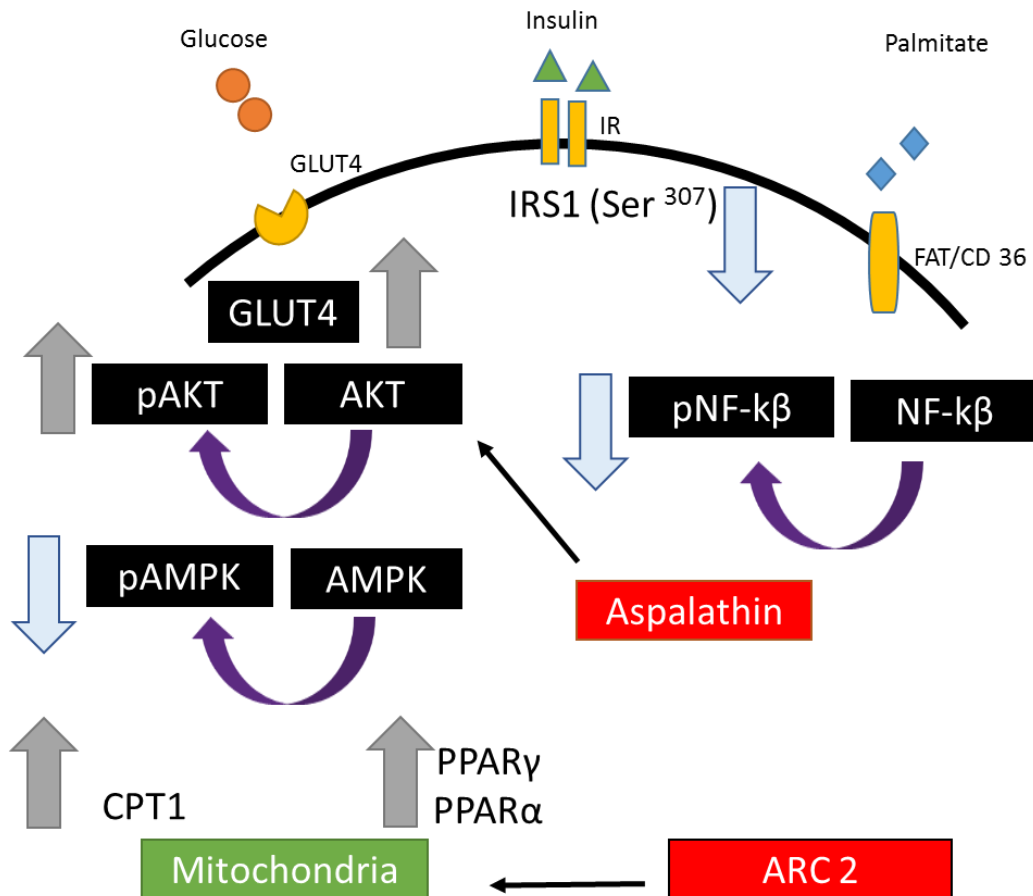 Glucose
Insulin
Palmitate
GLUT4
IR
IRS1 (Ser 307)
FAT/CD 36
GLUT4
pAKT
AKT
pNF-kβ
NF-kβ
pAMPK
AMPK
Aspalathin
CPT1
PPARγ
PPARα
Mitochondria
ARC 2